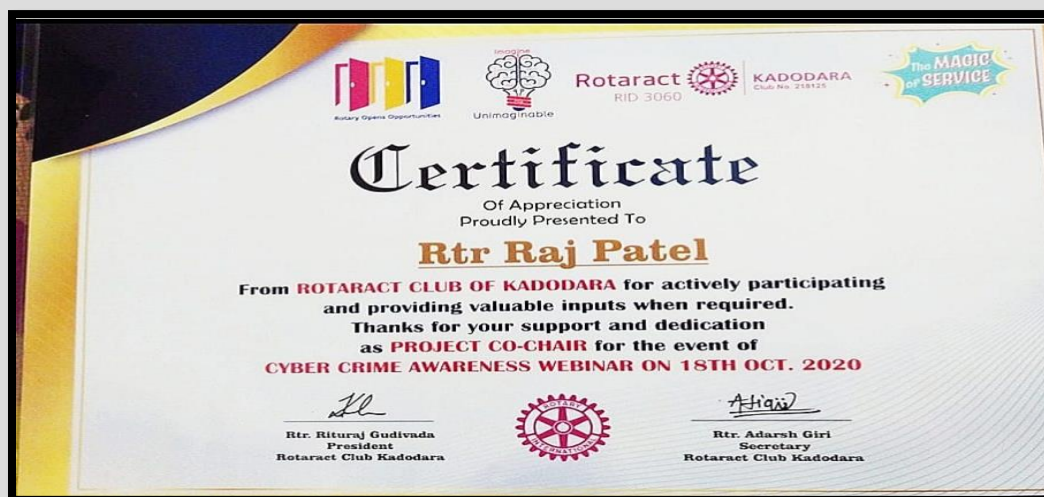 Rotary Opens Opportunities
Imagine
Unimaginable
Rotaract
RID 3060
KADODARA
Club No. 218125
The MAGIC
of SERVICE
Certificate
Of Appreciation
Proudly Presented To
Rtr Raj Patel
From ROTARACT CLUB OF KADODARA for actively participating
and providing valuable inputs when required.
Thanks for your support and dedication
as PROJECT CO-CHAIR for the event of
CYBER CRIME AWARENESS WEBINAR ON 18TH OCT. 2020
Rtr. Rituraj Gudivada
President
Rotaract Club Kadodara
ROTARY
INTERNATIONAL
Rtr. Adarsh Giri
Secretary
Rotaract Club Kadodara